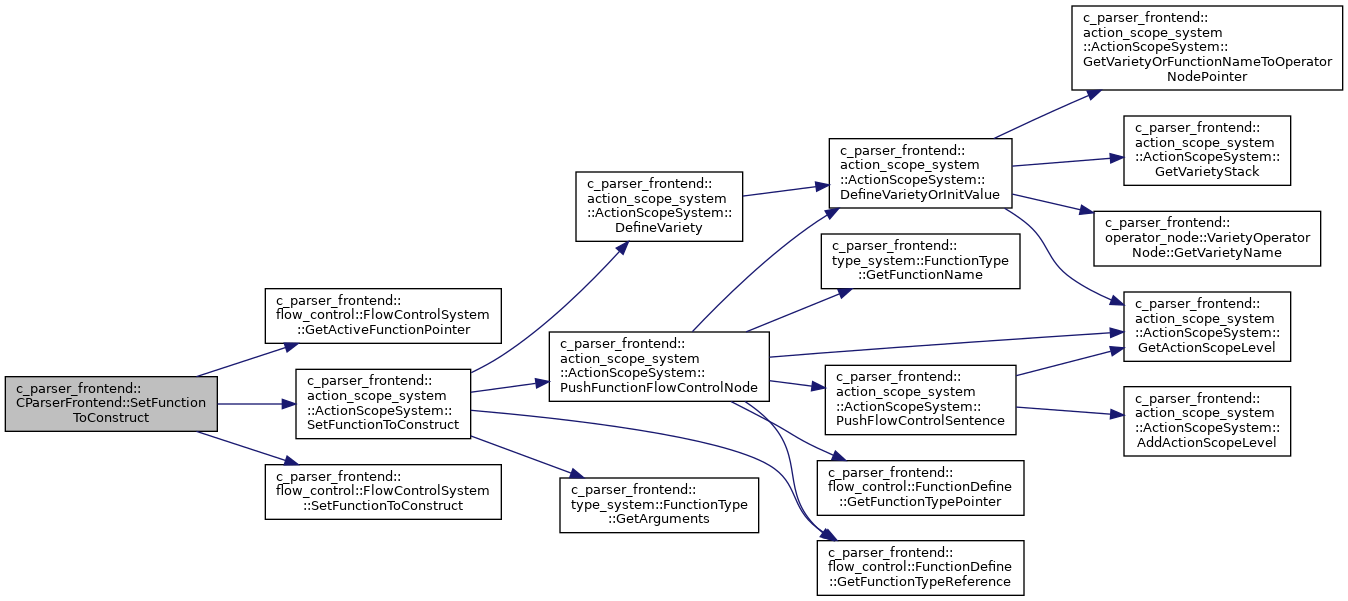 c_parser_frontend::
CParserFrontend::SetFunction
ToConstruct
c_parser_frontend::
flow_control::FlowControlSystem
::GetActiveFunctionPointer
c_parser_frontend::
action_scope_system
::ActionScopeSystem::
SetFunctionToConstruct
c_parser_frontend::
flow_control::FlowControlSystem
::SetFunctionToConstruct
c_parser_frontend::
action_scope_system
::ActionScopeSystem::
DefineVariety
c_parser_frontend::
action_scope_system
::ActionScopeSystem::
PushFunctionFlowControlNode
c_parser_frontend::
type_system::FunctionType
::GetArguments
c_parser_frontend::
action_scope_system
::ActionScopeSystem::
DefineVarietyOrInitValue
c_parser_frontend::
type_system::FunctionType
::GetFunctionName
c_parser_frontend::
action_scope_system
::ActionScopeSystem::
PushFlowControlSentence
c_parser_frontend::
flow_control::FunctionDefine
::GetFunctionTypePointer
c_parser_frontend::
flow_control::FunctionDefine
::GetFunctionTypeReference
c_parser_frontend::
action_scope_system
::ActionScopeSystem::
GetVarietyOrFunctionNameToOperator
NodePointer
c_parser_frontend::
action_scope_system
::ActionScopeSystem::
GetVarietyStack
c_parser_frontend::
operator_node::VarietyOperator
Node::GetVarietyName
c_parser_frontend::
action_scope_system
::ActionScopeSystem::
GetActionScopeLevel
c_parser_frontend::
action_scope_system
::ActionScopeSystem::
AddActionScopeLevel